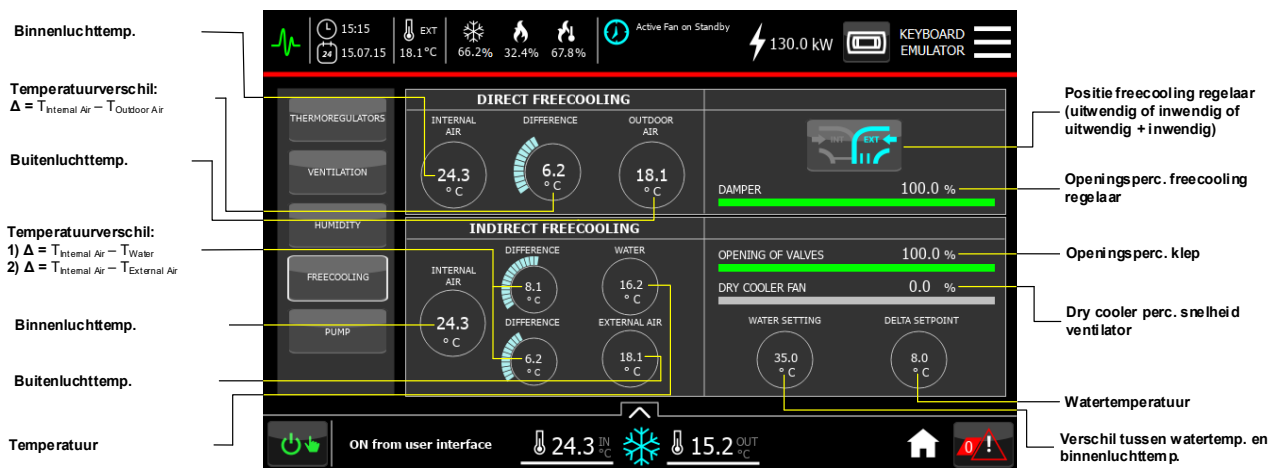 Binnenluchttemp.
Temperatuurverschil:
Δ = T Internal Air – T Outdoor Air
Buitenluchttemp.
Temperatuurverschil:
1) Δ = T Internal Air – T Water
2) Δ = T Internal Air – T External Air
Binnenluchttemp.
Buitenluchttemp.
Temperatuur
15:15
24 15.07.15
EXT
18.1°C
66.2%
32.4%
67.8%
Active Fan on Standby
130.0 kW
KEYBOARD
EMULATOR
THERMOREGULATORS
VENTILATION
HUMIDITY
FREECOOLING
PUMP
DIRECT FREECOOLING
INTERNAL
AIR
24.3
° C
DIFFERENCE
6.2
° C
OUTDOOR
AIR
18.1
° C
INT
EXT
DAMPER 100.0 %
INDIRECT FREECOOLING
INTERNAL
AIR
24.3
° C
DIFFERENCE
8.1
° C
WATER
16.2
° C
DIFFERENCE
6.2
° C
EXTERNAL AIR
18.1
° C
OPENING OF VALVES 100.0 %
DRY COOLER FAN 0.0 %
WATER SETTING
35.0
° C
DELTA SETPOINT
8.0
° C
ON from user interface
24.3 IN °C
15.2 OUT °C
0 !
Positie freecooling regelaar
(uitwendig of inwendig of
uitwendig + inwendig)
Openingsperc. freecooling
regelaar
Openingsperc. klep
Dry cooler perc. snelheid
ventilator
Watertemperatuur
Verschil tussen watertemp. en
binnenluchttemp.